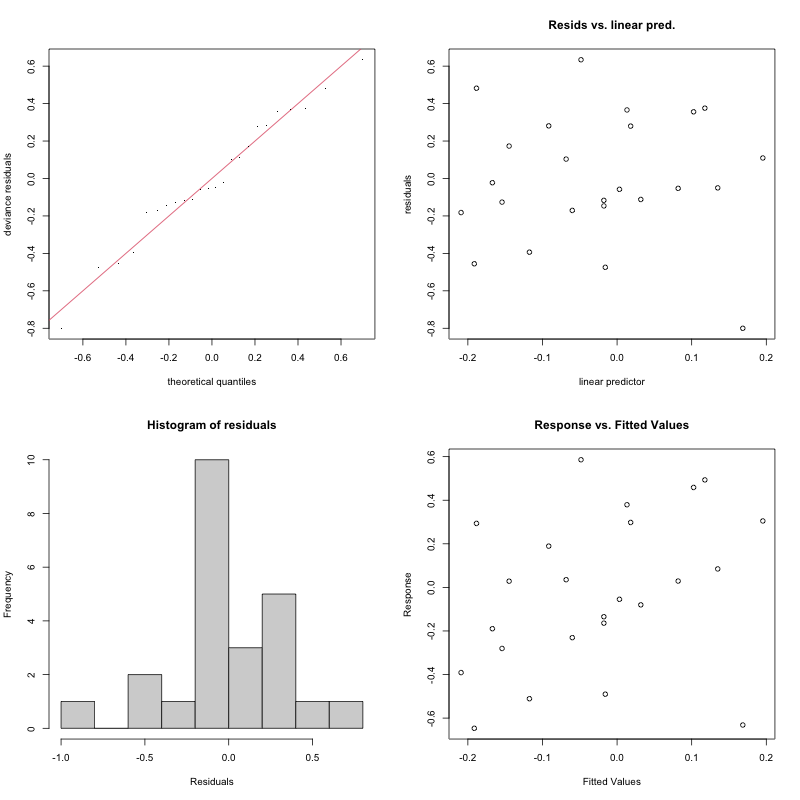 deviance residuals
0.6
0.4
0.2
0.0
-0.2
-0.4
-0.6
-0.8
-0.6 -0.4 -0.2 0.0 0.2 0.4 0.6
theoretical quantiles
Resids vs. linear pred.
residuals
0.6
0.4
0.2
0.0
-0.2
-0.4
-0.6
-0.8
-0.2 -0.1 0.0 0.1 0.2
linear predictor
Histogram of residuals
Frequency
10
8
6
4
2
0
-1.0 -0.5 0.0 0.5
Residuals
Response vs. Fitted Values
Response
0.6
0.4
0.2
0.0
-0.2
-0.4
-0.6
-0.2 -0.1 0.0 0.1 0.2
Fitted Values